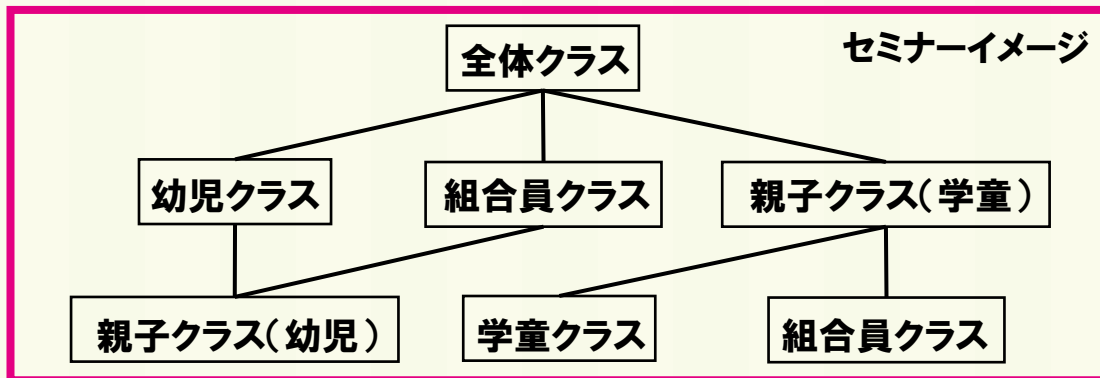 セミナーイメージ
全体クラス
幼児クラス
組合員クラス
親子クラス(学童)
親子クラス(幼児)
学童クラス
組合員クラス